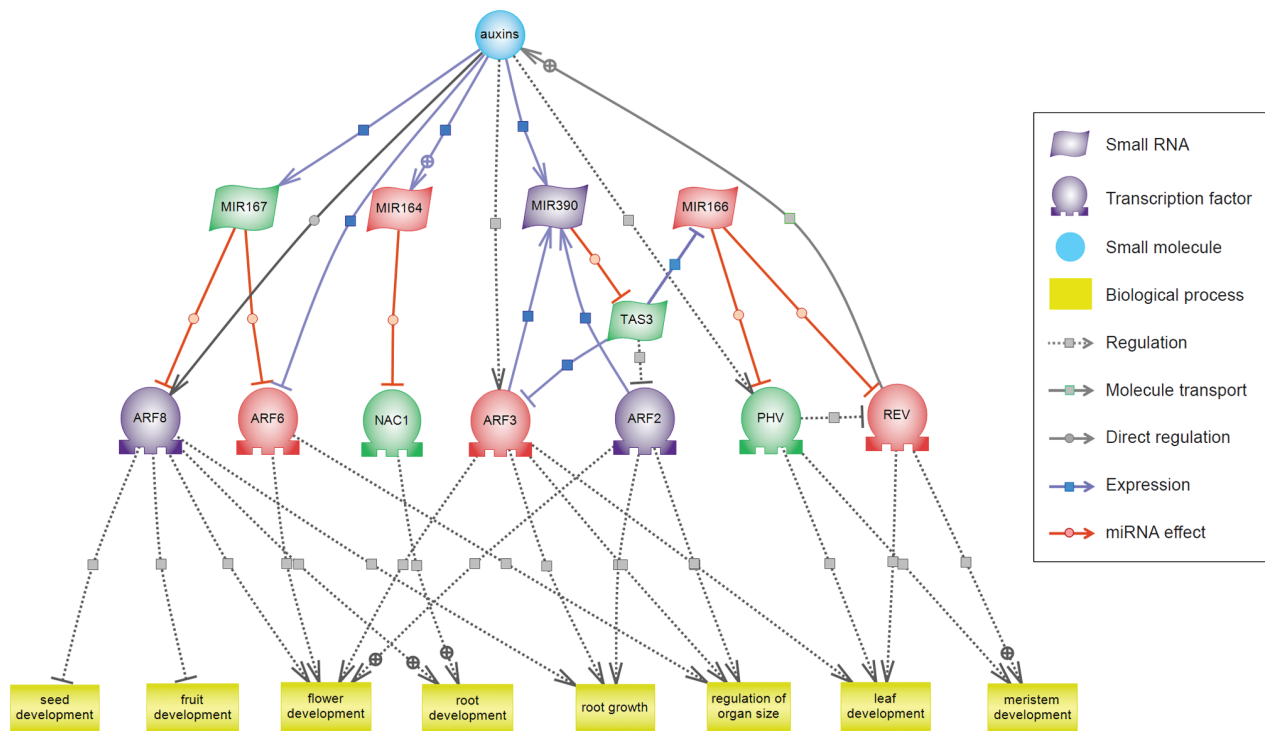 auxins
MIR167
MIR164
MIR390
MIR166
TAS3
ARF8
ARF6
NAC1
ARF3
ARF2
PHV
REV
seed
development
fruit
development
flower
development
root
development
root growth
regulation of
organ size
leaf
development
meristem
development
Small RNA
Transcription factor
Small molecule
Biological process
Regulation
Molecule transport
Direct regulation
Expression
miRNA effect